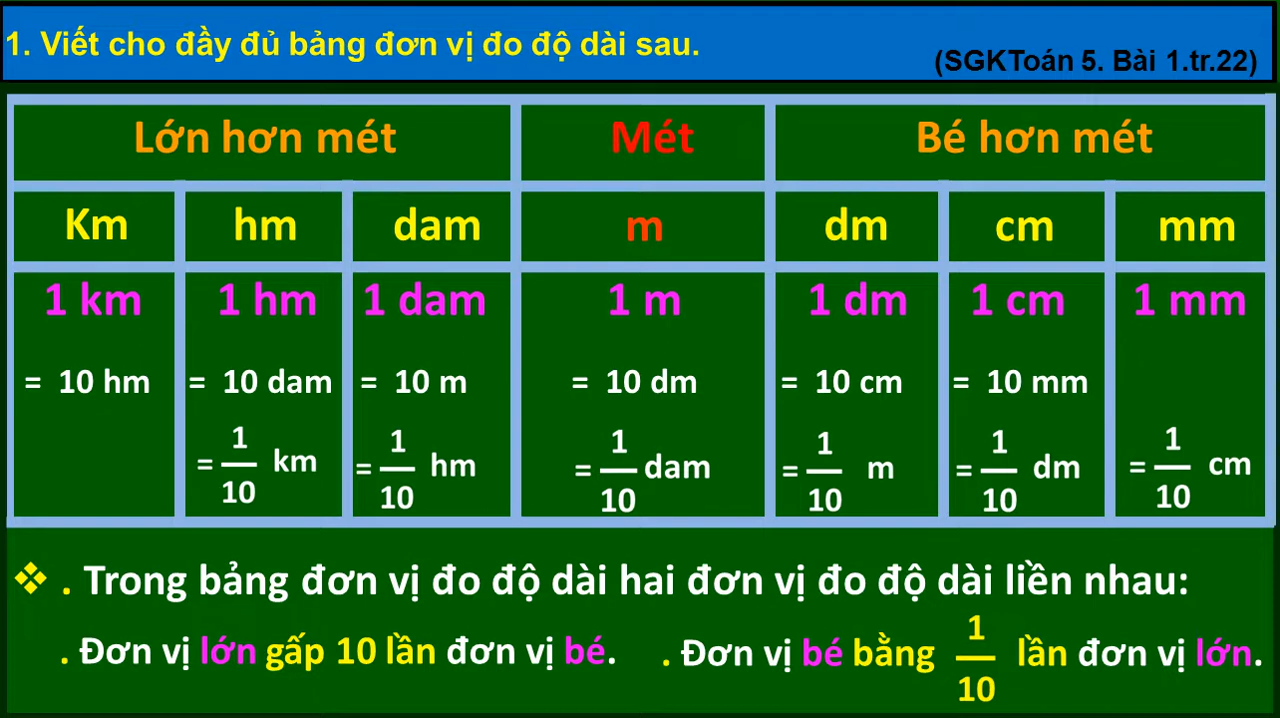 1. Viết cho đầy đủ bảng đơn vị đo độ dài sau.
(SGKToán 5. Bài 1.tr.22)
Lớn hơn mét Mét Bé hơn mét
Km hm dam m dm cm mm
1 km 1 hm 1 dam 1 m 1 dm 1 cm 1 mm
= 10 hm = 10 dam = 10 m = 10 dm = 10 cm = 10 mm
= 1/10 km = 1/10 hm = 1/10 dam = 1/10 m = 1/10 dm = 1/10 cm
❖ . Trong bảng đơn vị đo độ dài hai đơn vị đo độ dài liền nhau:
. Đơn vị lớn gấp 10 lần đơn vị bé. . Đơn vị bé bằng 1/10 lần đơn vị lớn.